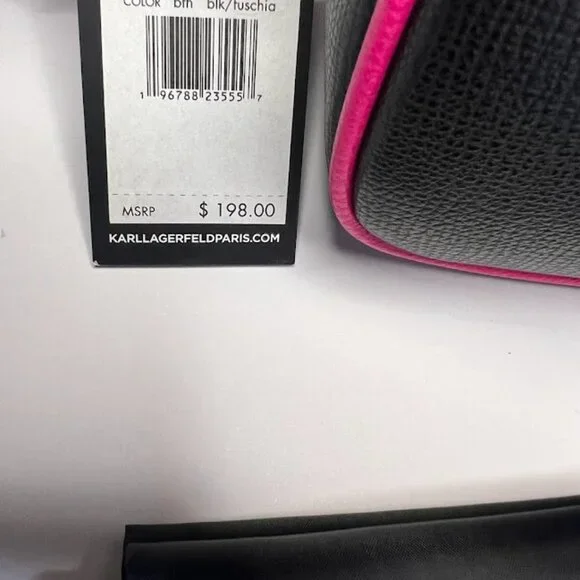 COLOR bfh blk/fuschia
1 96788 23555 7
MSRP $ 198.00
KARLLAGERFELDPARIS.COM